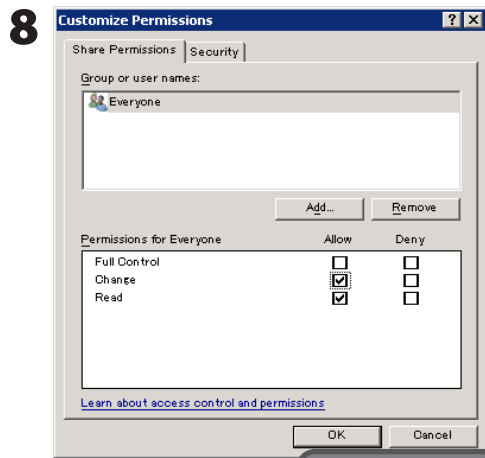 8
Customize Permissions
Share Permissions Security
Group or user names:
Everyone
Add... Remove
Permissions for Everyone Allow Deny
Full Control
Change
Read
Learn about access control and permissions
OK Cancel